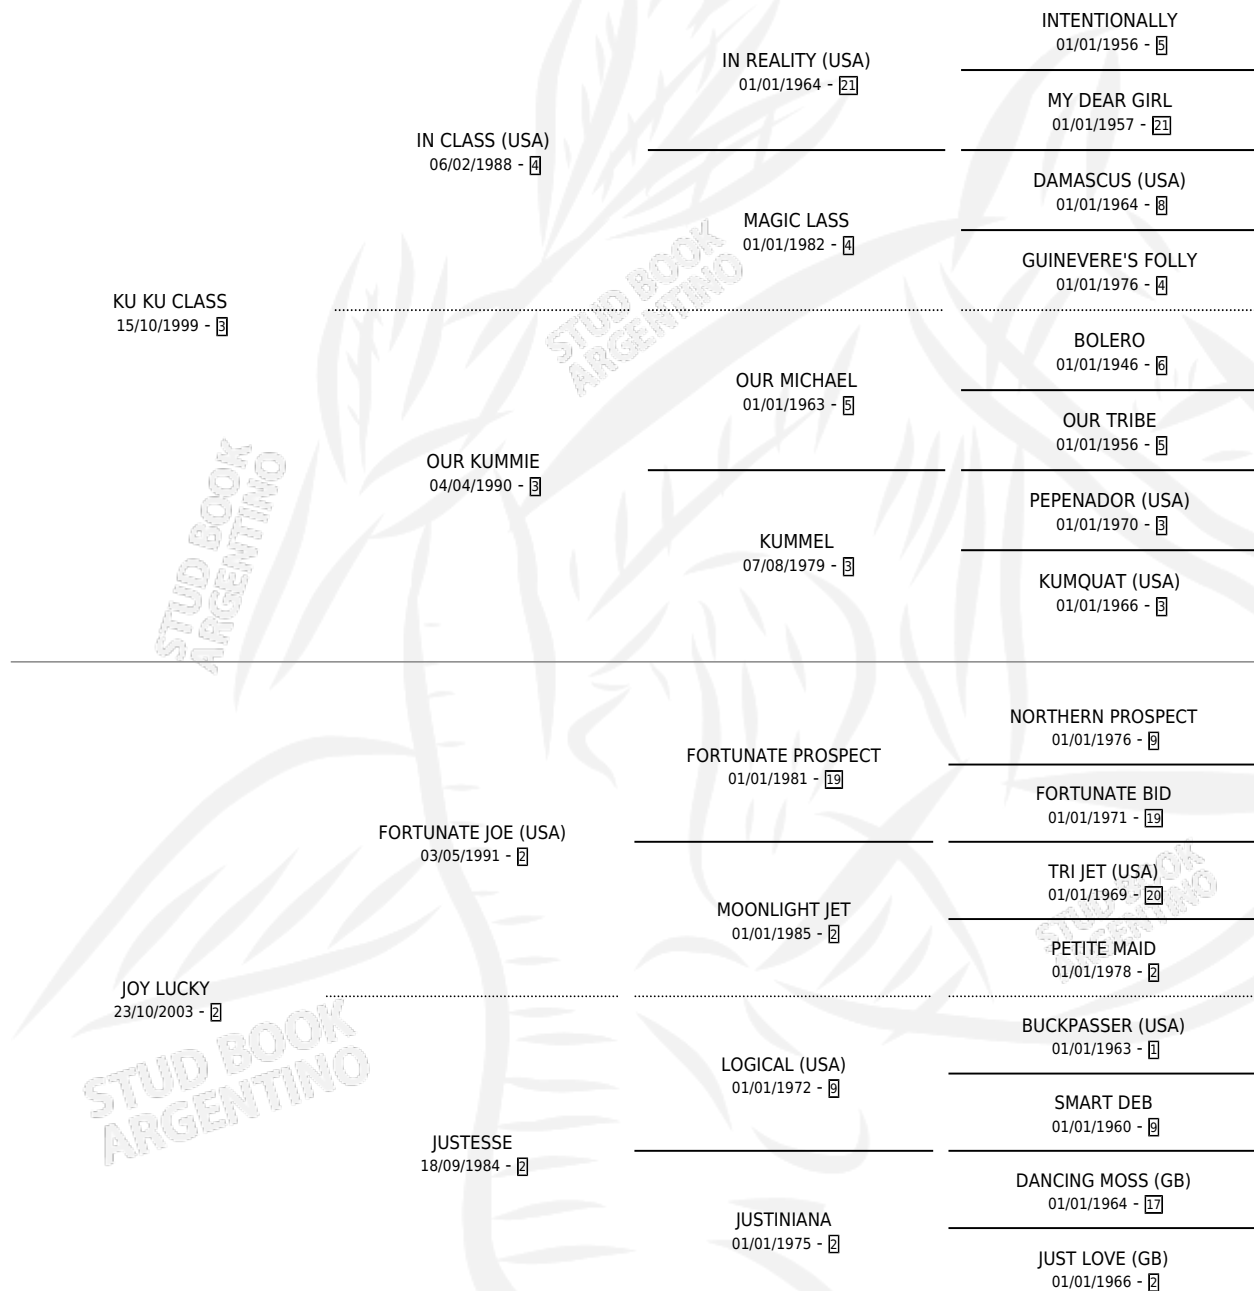 INTENTIONALLY
01/01/1956 - 5
IN REALITY (USA)
01/01/1964 - 21
MY DEAR GIRL
01/01/1957 - 21
IN CLASS (USA)
06/02/1988 - 4
DAMASCUS (USA)
01/01/1964 - 8
MAGIC LASS
01/01/1982 - 4
GUINEVERE'S FOLLY
01/01/1976 - 4
KU KU CLASS
15/10/1999 - 3
BOLERO
01/01/1946 - 6
OUR MICHAEL
01/01/1963 - 5
OUR TRIBE
01/01/1956 - 5
OUR KUMMIE
04/04/1990 - 3
PEPENADOR (USA)
01/01/1970 - 3
KUMMEL
07/08/1979 - 3
KUMQUAT (USA)
01/01/1966 - 3
NORTHERN PROSPECT
01/01/1976 - 9
FORTUNATE PROSPECT
01/01/1981 - 19
FORTUNATE BID
01/01/1971 - 19
FORTUNATE JOE (USA)
03/05/1991 - 2
TRI JET (USA)
01/01/1969 - 20
MOONLIGHT JET
01/01/1985 - 2
PETITE MAID
01/01/1978 - 2
JOY LUCKY
23/10/2003 - 2
BUCKPASSER (USA)
01/01/1963 - 1
LOGICAL (USA)
01/01/1972 - 9
SMART DEB
01/01/1960 - 9
JUSTESSE
18/09/1984 - 2
DANCING MOSS (GB)
01/01/1964 - 17
JUSTINIANA
01/01/1975 - 2
JUST LOVE (GB)
01/01/1966 - 2
STUD BOOK
ARGENTINO
STUD BOOK
ARGENTINO
STUD BOOK
ARGENTINO
STUD BOOK
ARGENTINO